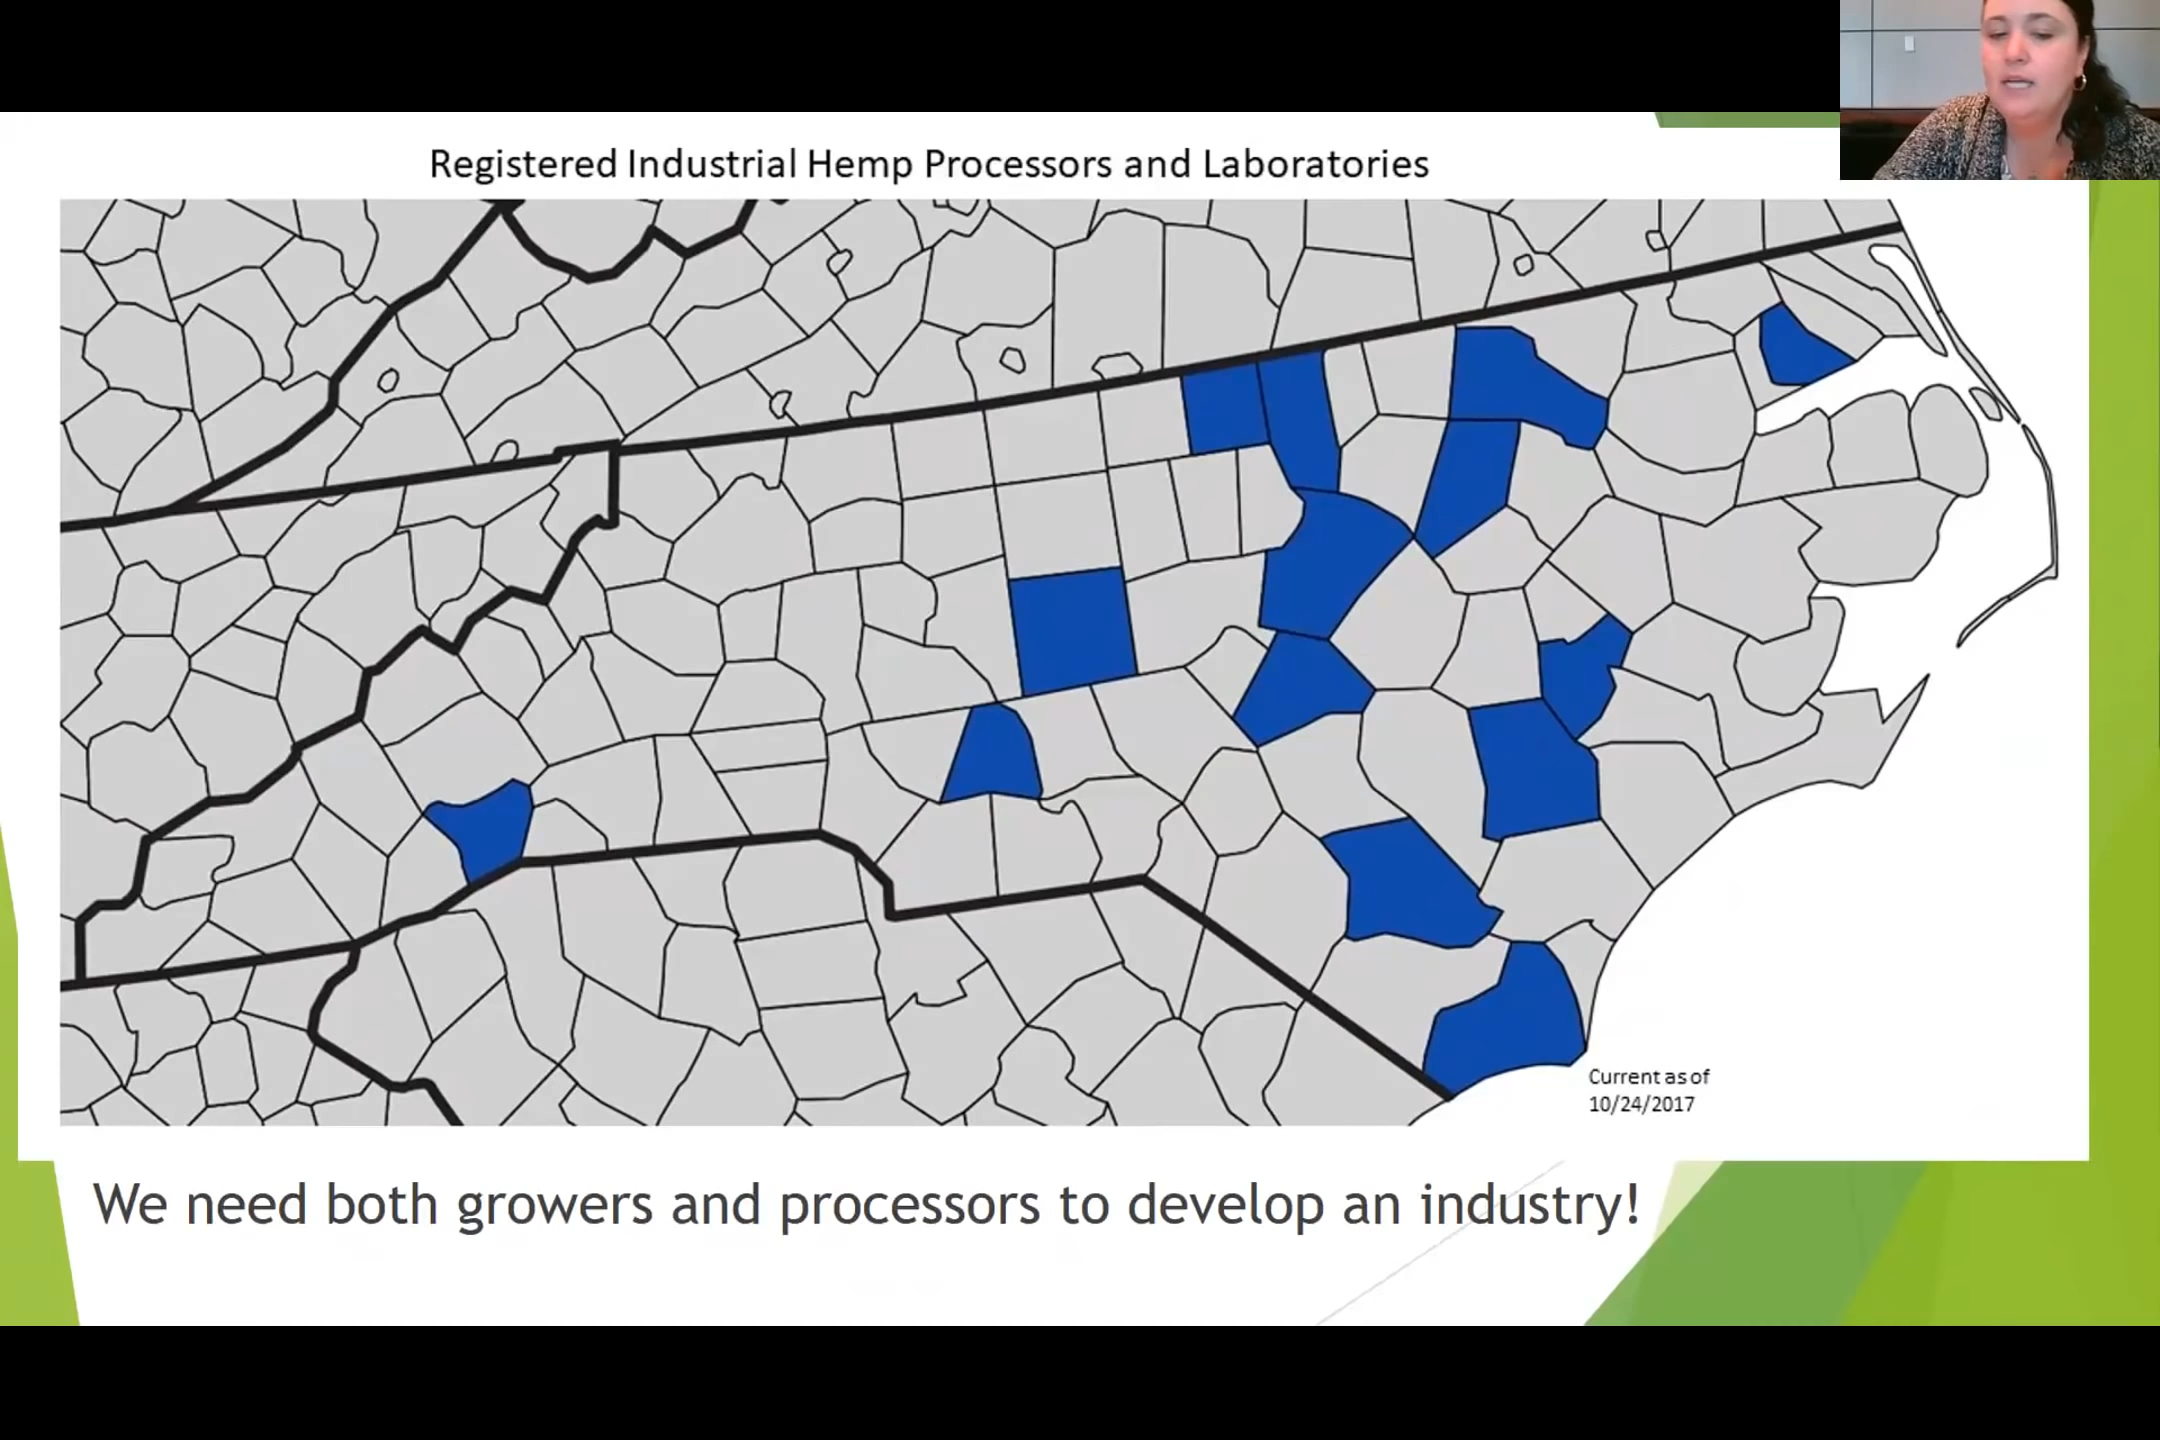 Registered Industrial Hemp Processors and Laboratories
Current as of
10/24/2017
We need both growers and processors to develop an industry!